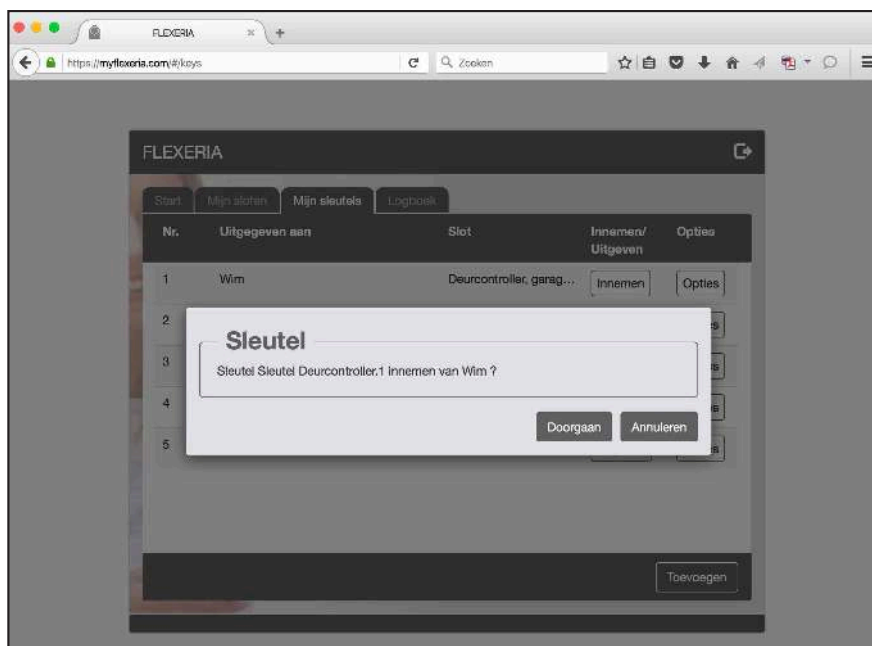 FLEXERIA
https://myflexeria.com/#/keys
Zoeken
FLEXERIA
Start Mijn sloten Mijn sleutels Logboek
Nr. Uitgegeven aan Slot Innemen/ Opties
Uitgeven
1 Wim Deurcontroller, garag... Innemen Opties
2
3
4
5
Sleutel
Sleutel Sleutel Deurcontroller.1 innemen van Wim ?
Doorgaan Annuleren
Toevoegen